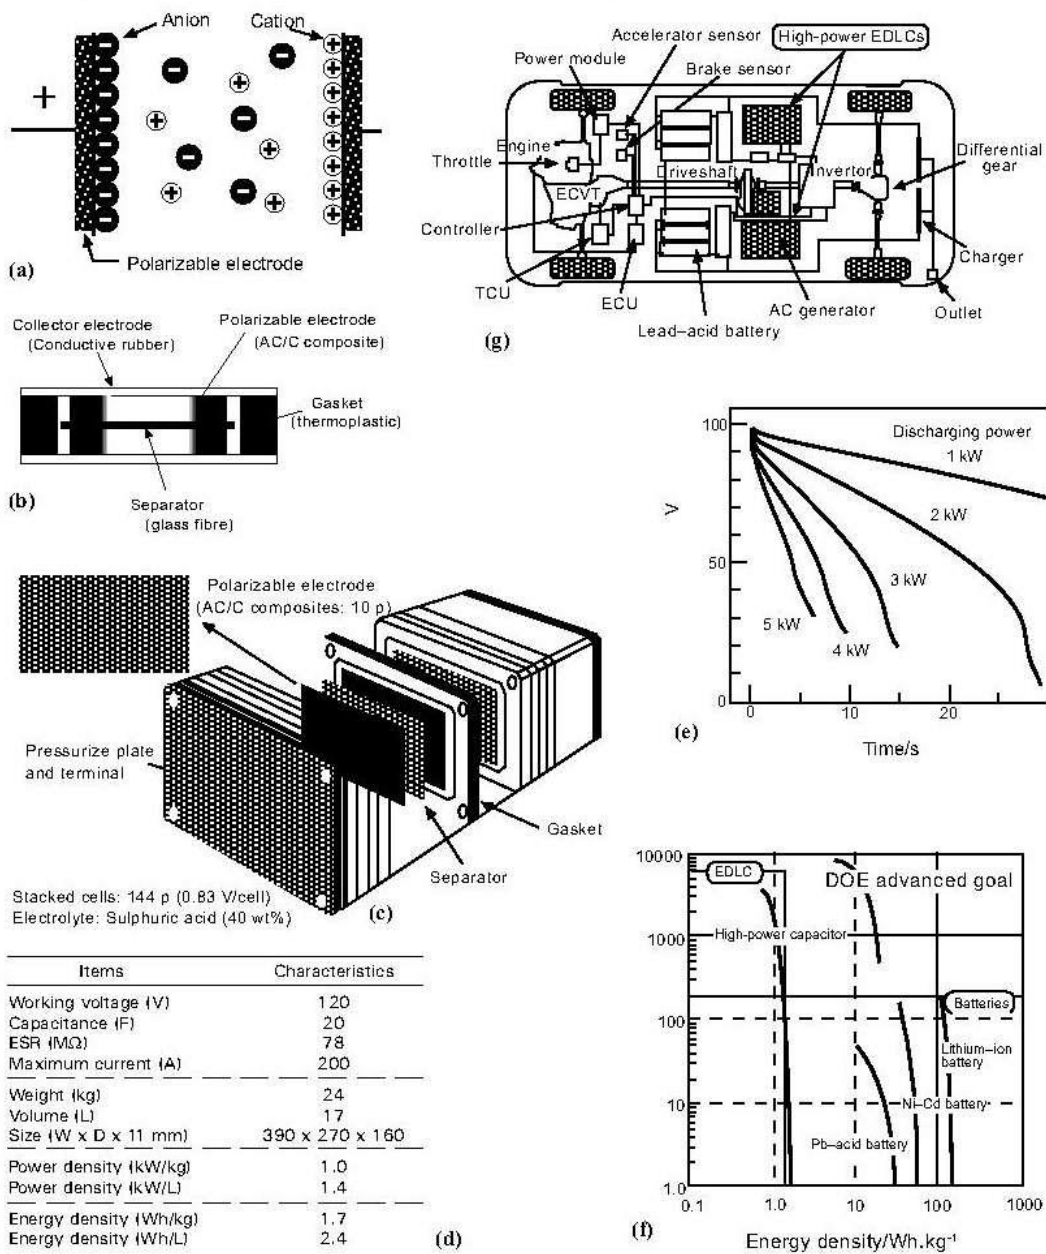 Anion
Cation
+
Polarizable electrode
(a)
Collector electrode
(Conductive rubber)
Polarizable electrode
(AC/C composite)
Gasket
(thermoplastic)
Separator
(glass fibre)
(b)
Polarizable electrode
(AC/C composites: 10 p)
Pressurize plate
and terminal
Gasket
Separator
Stacked cells: 144 p (0.83 V/cell)
Electrolyte: Sulphuric acid (40 wt%)
(c)
Items Characteristics
Working voltage (V) 120
Capacitance (F) 20
ESR (MΩ) 78
Maximum current (A) 200
Weight (kg) 24
Volume (L) 17
Size (W x D x 11 mm) 390 x 270 x 160
Power density (kW/kg) 1.0
Power density (kW/L) 1.4
Energy density (Wh/kg) 1.7
Energy density (Wh/L) 2.4
(d)
Accelerator sensor
High-power EDLCs
Power module
Brake sensor
Engine
Throttle
Driveshaft
Invertor
Differential
gear
ECVT
Controller
Charger
TCU
ECU
AC generator
Outlet
Lead–acid battery
(g)
100
Discharging power
1 kW
V
2 kW
50
3 kW
5 kW
4 kW
0
0 10 20
(e)
Time/s
10000
EDLC
DOE advanced goal
High-power capacitor
1000
Batteries
100
Lithium–ion
battery
10
Ni–Cd battery
Pb–acid battery
1.0
0.1 1.0 10 100 1000
(f)
Energy density/Wh.kg⁻¹